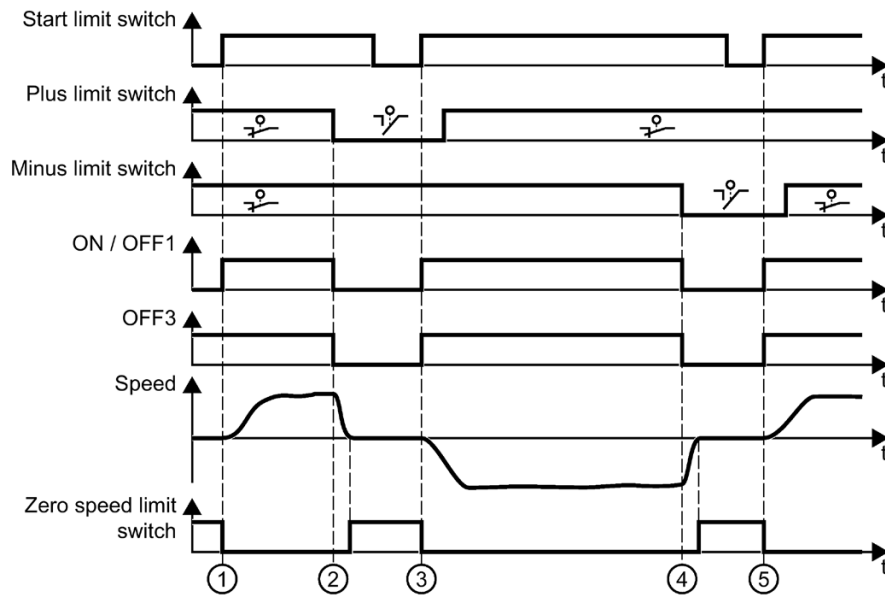 Start limit switch
t
Plus limit switch
t
Minus limit switch
t
ON / OFF1
t
OFF3
t
Speed
t
Zero speed limit
switch
t
1 2 3 4 5